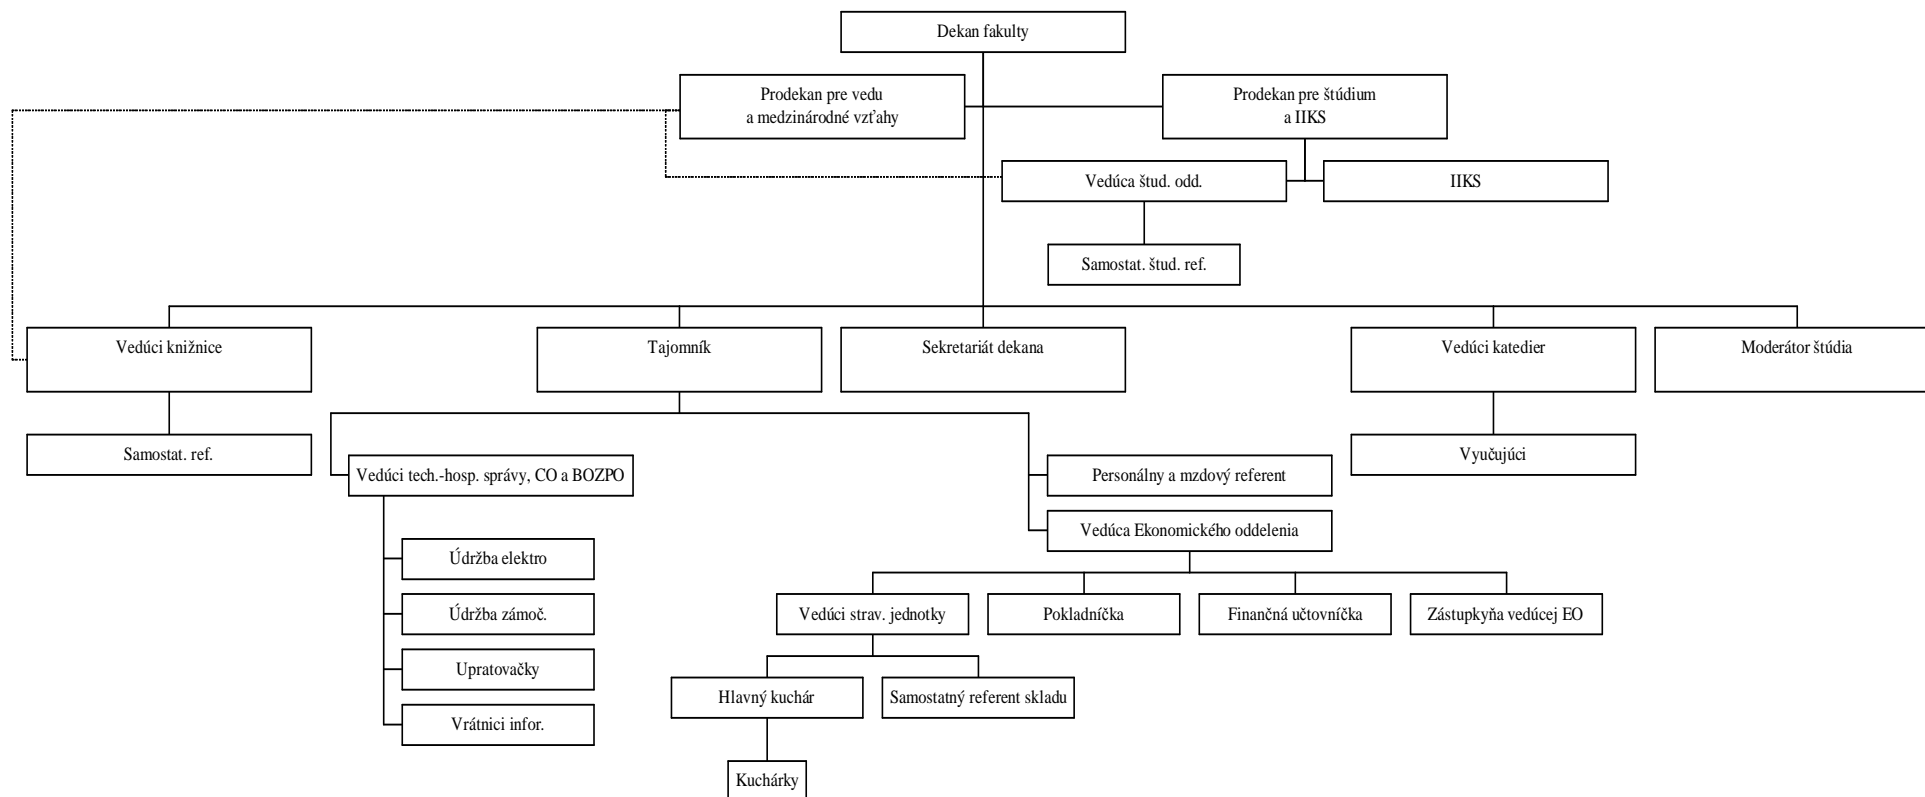 Dekan fakulty
Prodekan pre vedu
a medzinárodné vzťahy
Prodekan pre štúdium
a IIKS
Vedúca štud. odd.
IIKS
Samostat. štud. ref.
Vedúci knižnice
Tajomník
Sekretariát dekana
Vedúci katedier
Moderátor štúdia
Samostat. ref.
Vyučujúci
Vedúci tech.-hosp. správy, CO a BOZPO
Personálny a mzdový referent
Vedúca Ekonomického oddelenia
Údržba elektro
Údržba zámoč.
Upratovačky
Vrátnici infor.
Vedúci strav. jednotky
Pokladníčka
Finančná učtovníčka
Zástupkyňa vedúcej EO
Hlavný kuchár
Samostatný referent skladu
Kuchárky